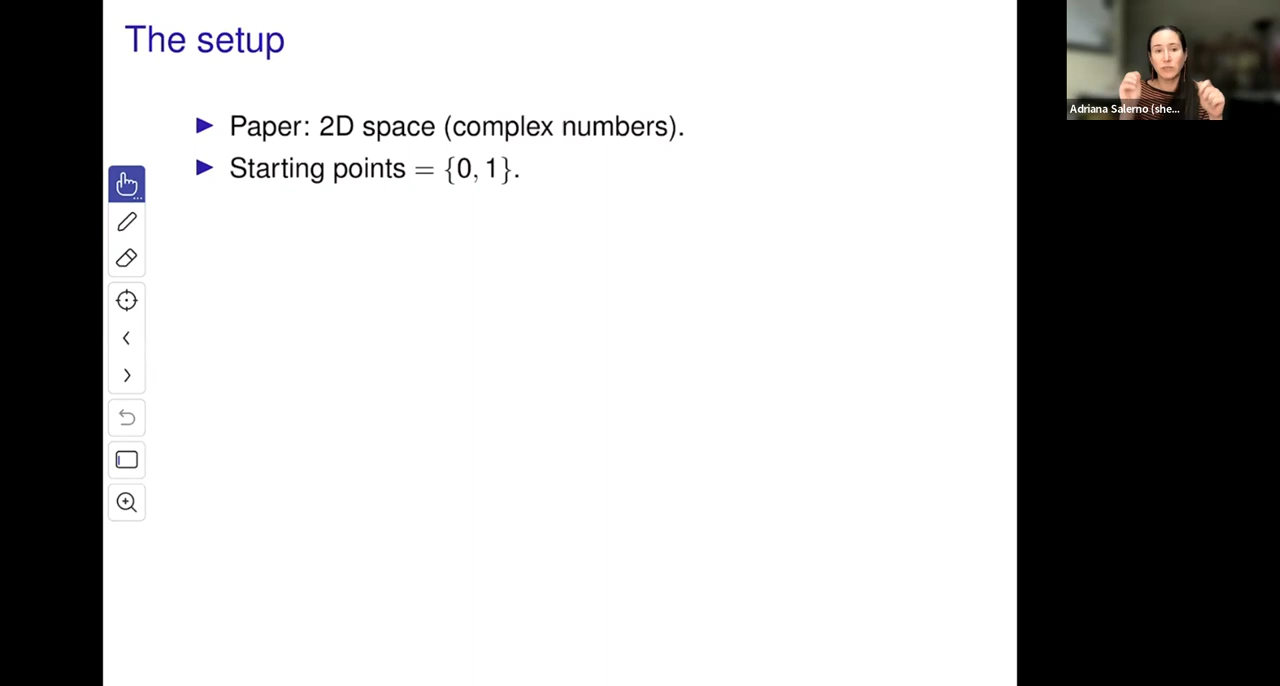 The setup
▶ Paper: 2D space (complex numbers).
▶ Starting points = {0, 1}.
Adriana Salerno (she...